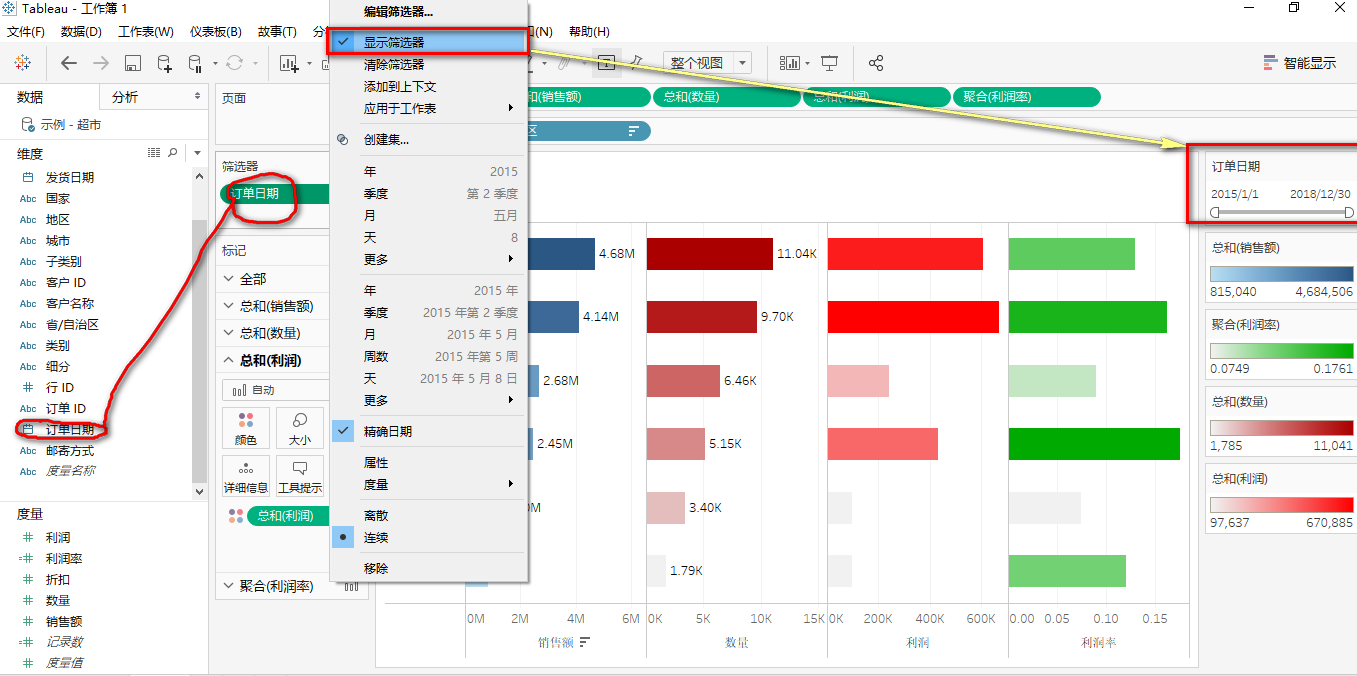 Tableau - 工作簿 1
文件(F) 数据(D) 工作表(W) 仪表板(B) 故事(T) 分 (N) 帮助(H)
整个视图
智能显示
数据 分析
示例 - 超市
维度
发货日期
Abc 国家
Abc 地区
Abc 城市
Abc 子类别
Abc 客户 ID
Abc 客户名称
Abc 省/自治区
Abc 类别
Abc 细分
行 ID
Abc 订单 ID
订单日期
Abc 邮寄方式
Abc 度量名称
度量
利润
利润率
折扣
数量
销售额
记录数
度量值
页面
筛选器
订单日期
标记
全部
总和(销售额)
总和(数量)
总和(利润)
自动
颜色 大小
详细信息 工具提示
总和(利润)
聚合(利润率)
编辑筛选器...
显示筛选器
清除筛选器
添加到上下文
应用于工作表
创建集...
年 2015
季度 第 2 季度
月 五月
天 8
更多
年 2015 年
季度 2015 年第 2 季度
月 2015 年 5 月
周数 2015 年第 5 周
天 2015 年 5 月 8 日
更多
精确日期
属性
度量
离散
连续
移除
和(销售额) 总和(数量) 总和(利润) 聚合(利润率)
区
4.68M 11.04K
4.14M 9.70K
2.68M 6.46K
2.45M 5.15K
0M 3.40K
1.79K
0M 2M 4M 6M 0K 5K 10K 15K 0K 200K 400K 600K 0.00 0.05 0.10 0.15
销售额 数量 利润 利润率
订单日期
2015/1/1 2018/12/30
总和(销售额)
815,040 4,684,506
聚合(利润率)
0.0749 0.1761
总和(数量)
1,785 11,041
总和(利润)
97,637 670,885